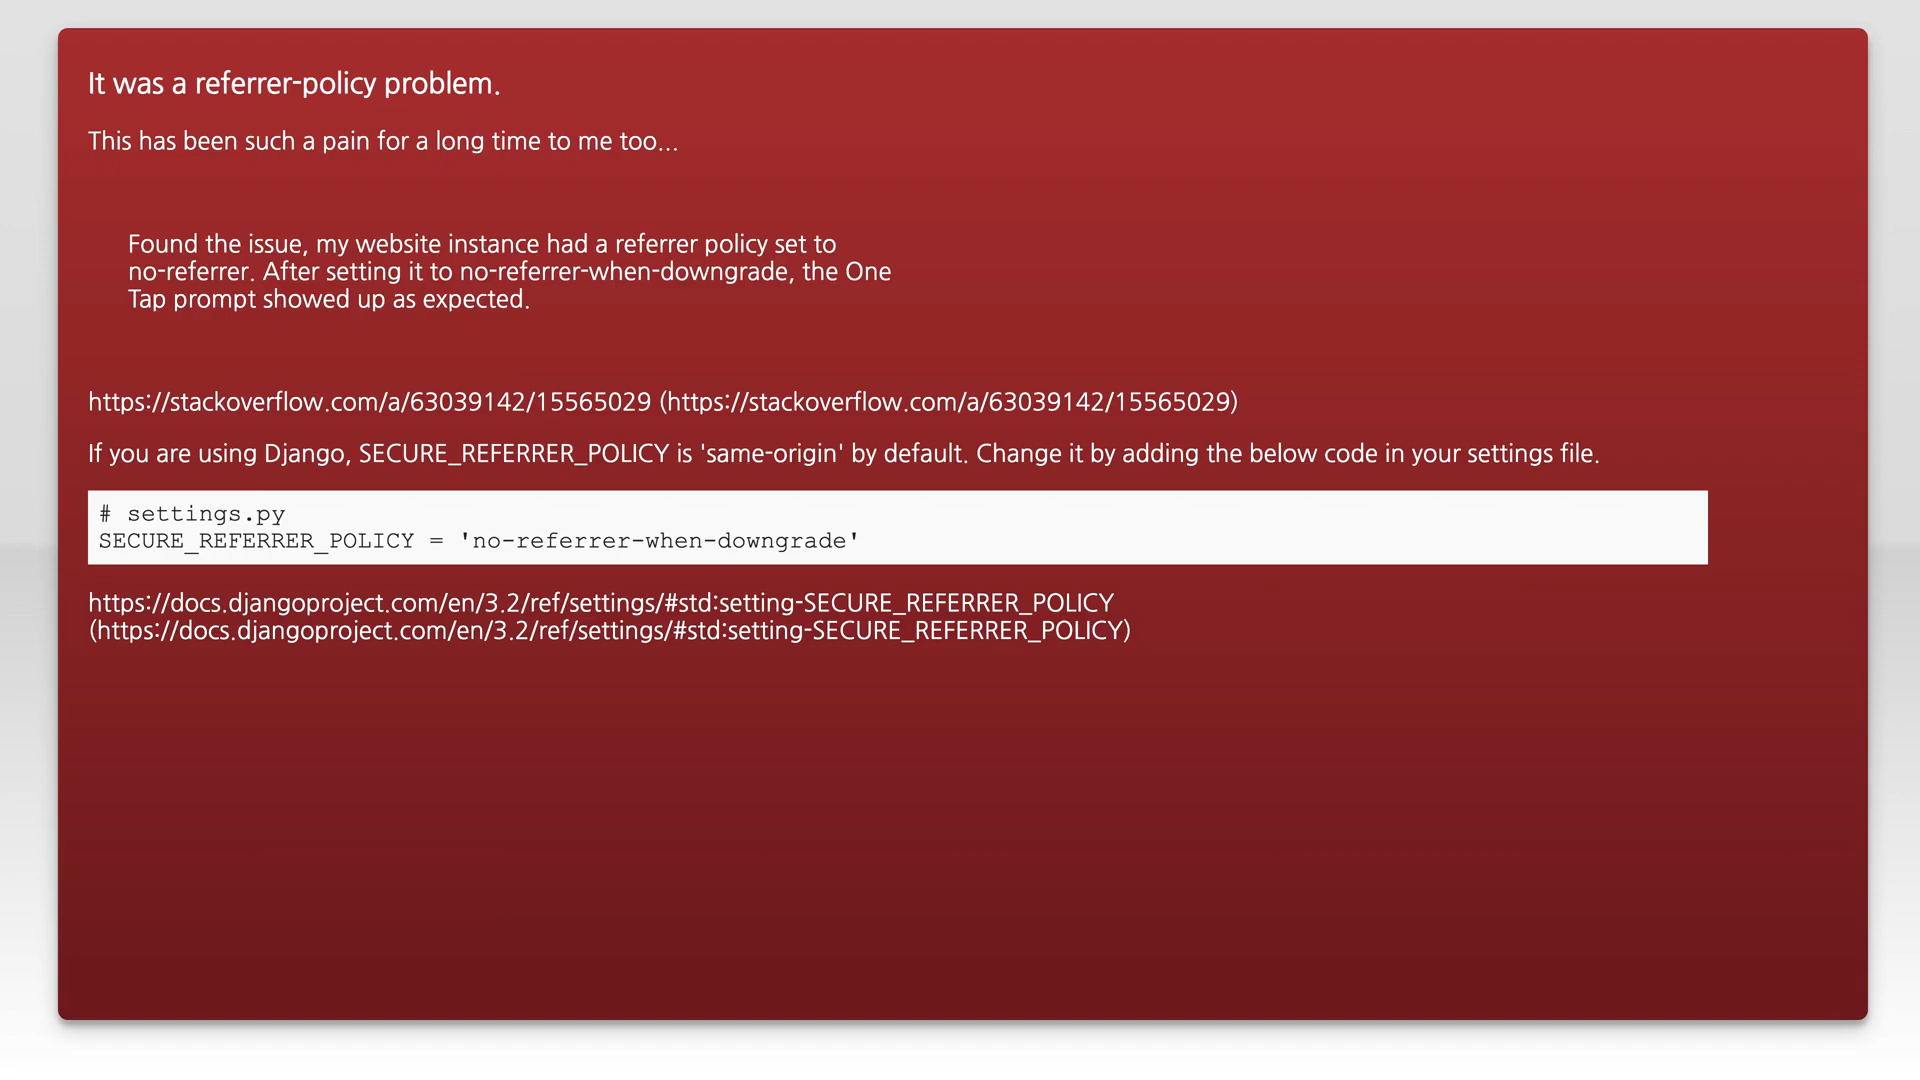 It was a referrer-policy problem.
This has been such a pain for a long time to me too...
Found the issue, my website instance had a referrer policy set to
no-referrer. After setting it to no-referrer-when-downgrade, the One
Tap prompt showed up as expected.
https://stackoverflow.com/a/63039142/15565029 (https://stackoverflow.com/a/63039142/15565029)
If you are using Django, SECURE_REFERRER_POLICY is 'same-origin' by default. Change it by adding the below code in your settings file.
# settings.py
SECURE_REFERRER_POLICY = 'no-referrer-when-downgrade'
https://docs.djangoproject.com/en/3.2/ref/settings/#std:setting-SECURE_REFERRER_POLICY
(https://docs.djangoproject.com/en/3.2/ref/settings/#std:setting-SECURE_REFERRER_POLICY)